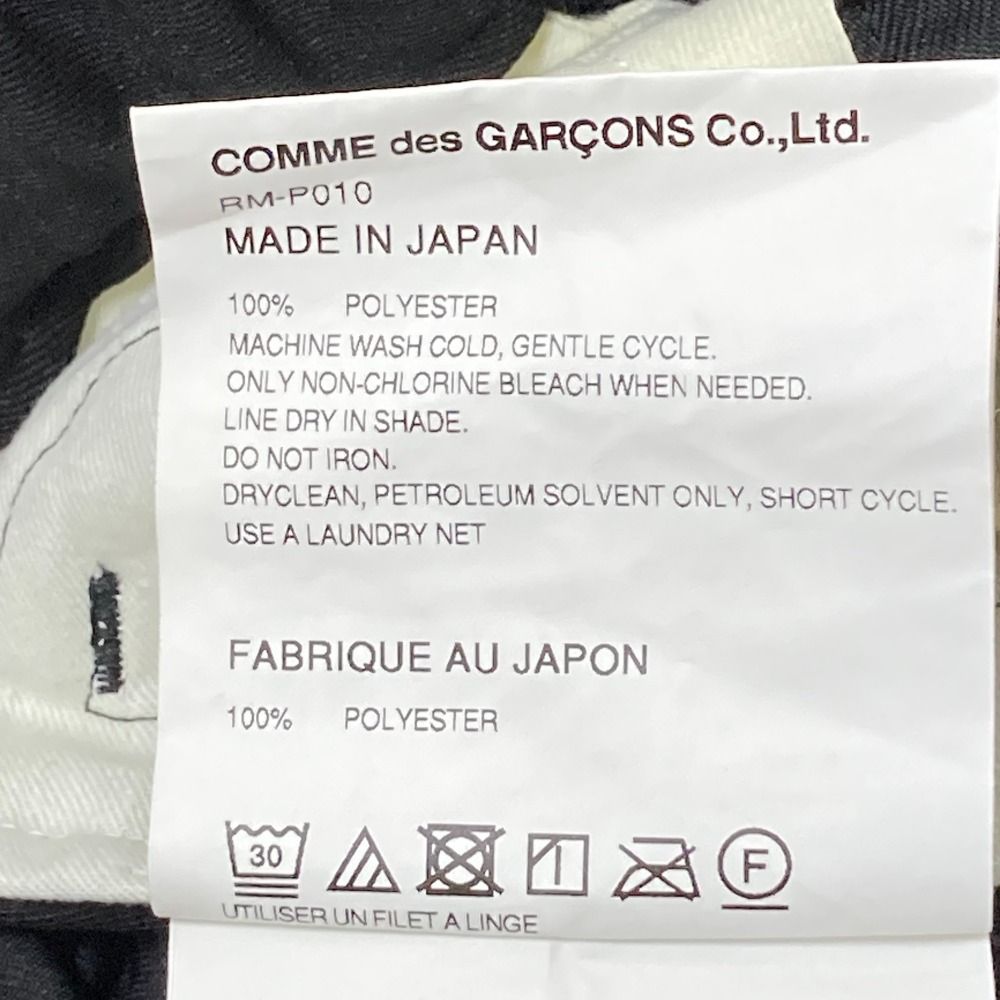 COMME des GARÇONS Co.,Ltd.
RM-P010
MADE IN JAPAN
100% POLYESTER
MACHINE WASH COLD, GENTLE CYCLE.
ONLY NON-CHLORINE BLEACH WHEN NEEDED.
LINE DRY IN SHADE.
DO NOT IRON.
DRYCLEAN, PETROLEUM SOLVENT ONLY, SHORT CYCLE.
USE A LAUNDRY NET
FABRIQUE AU JAPON
100% POLYESTER
30 F
UTILISER UN FILET A LINGE